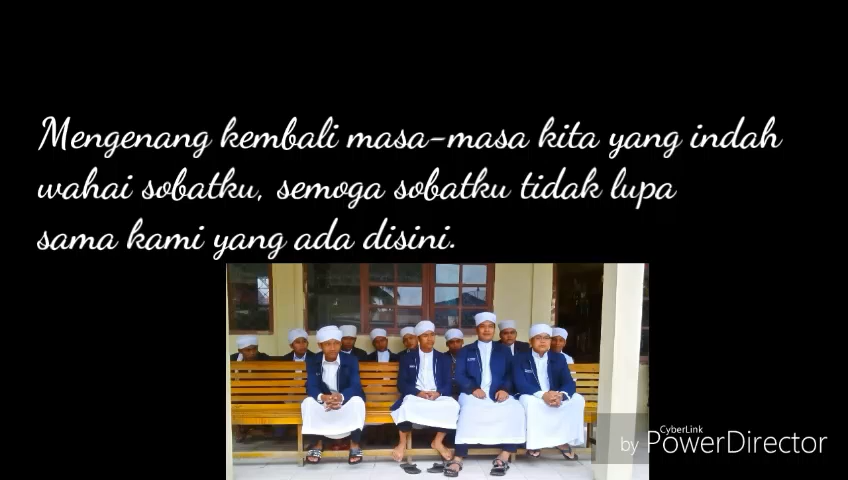 Mengenang kembali masa-masa kita yang indah
wahai sobatku, semoga sobatku tidak lupa
sama kami yang ada disini.
CyberLink
by PowerDirector